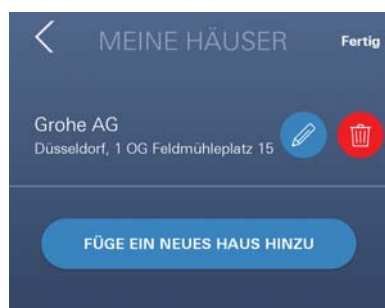 MEINE HÄUSER Fertig
Grohe AG
Düsseldorf, 1 OG Feldmühleplatz 15
FÜGE EIN NEUES HAUS HINZU